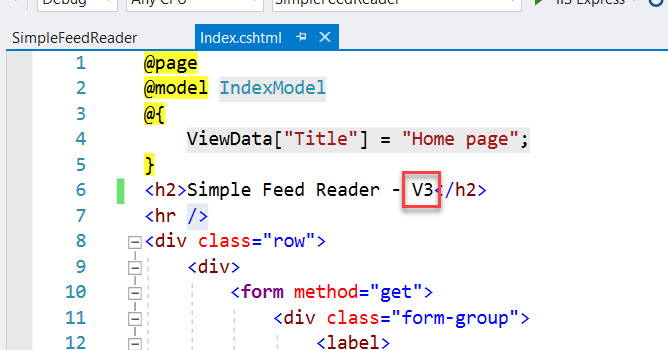 Debug Any CPU SimpleFeedReader IIS Express
SimpleFeedReader Index.cshtml
1 @page
2 @model IndexModel
3 @{
4 ViewData["Title"] = "Home page";
5 }
6 <h2>Simple Feed Reader - V3</h2>
7 <hr />
8 <div class="row">
9 <div>
10 <form method="get">
11 <div class="form-group">
12 <label>